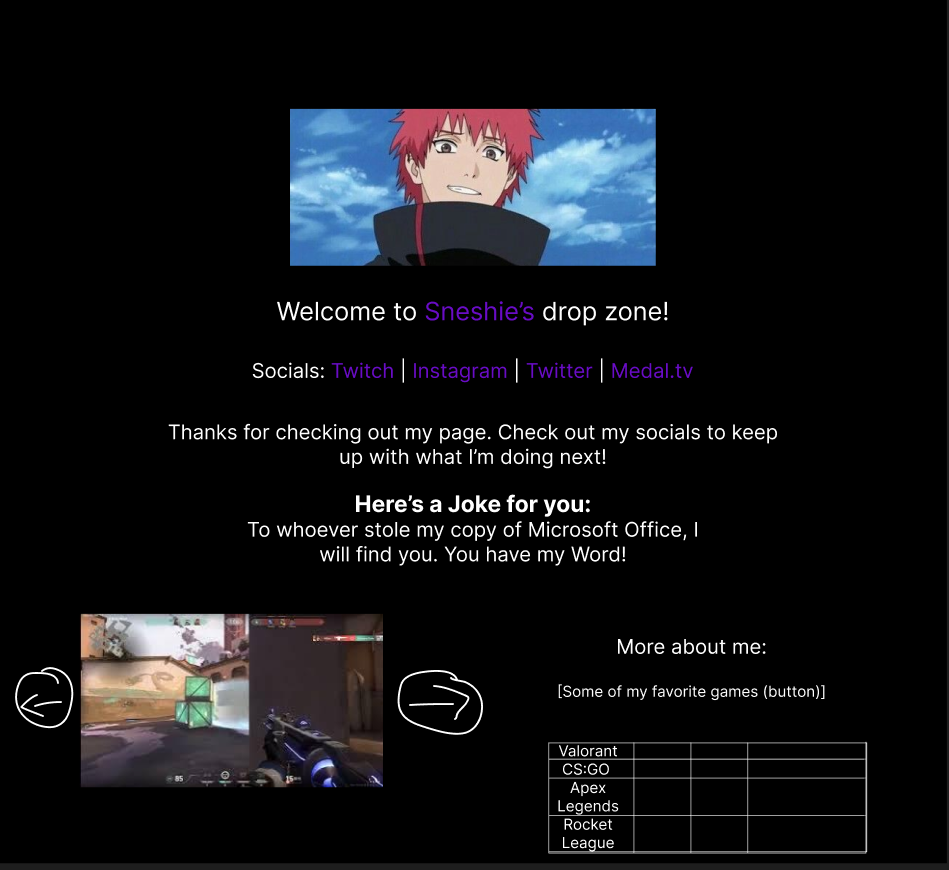 Welcome to Sneshie’s drop zone!
Socials: Twitch | Instagram | Twitter | Medal.tv
Thanks for checking out my page. Check out my socials to keep
up with what I’m doing next!
Here’s a Joke for you:
To whoever stole my copy of Microsoft Office, I
will find you. You have my Word!
85
More about me:
[Some of my favorite games (button)]
Valorant
CS:GO
Apex
Legends
Rocket
League